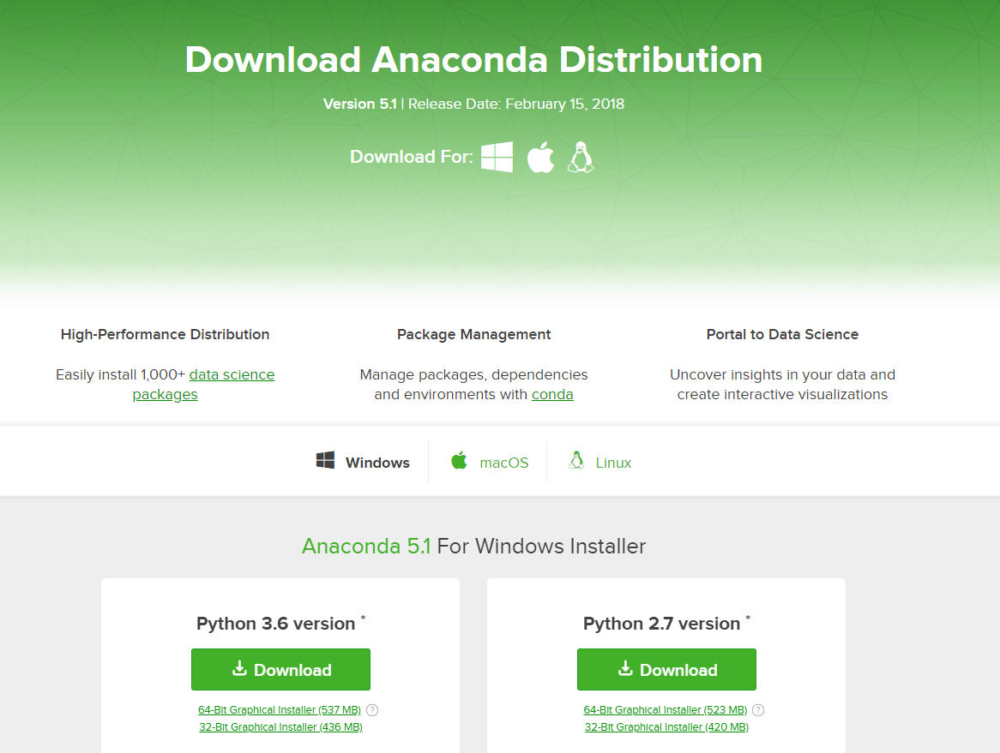 Download Anaconda Distribution
Version 5.1 | Release Date: February 15, 2018
Download For:
High-Performance Distribution
Easily install 1,000+ data science
packages
Package Management
Manage packages, dependencies
and environments with conda
Portal to Data Science
Uncover insights in your data and
create interactive visualizations
Windows
macOS
Linux
Anaconda 5.1 For Windows Installer
Python 3.6 version *
Download
64-Bit Graphical Installer (537 MB) ?
32-Bit Graphical Installer (436 MB)
Python 2.7 version *
Download
64-Bit Graphical Installer (523 MB) ?
32-Bit Graphical Installer (420 MB)